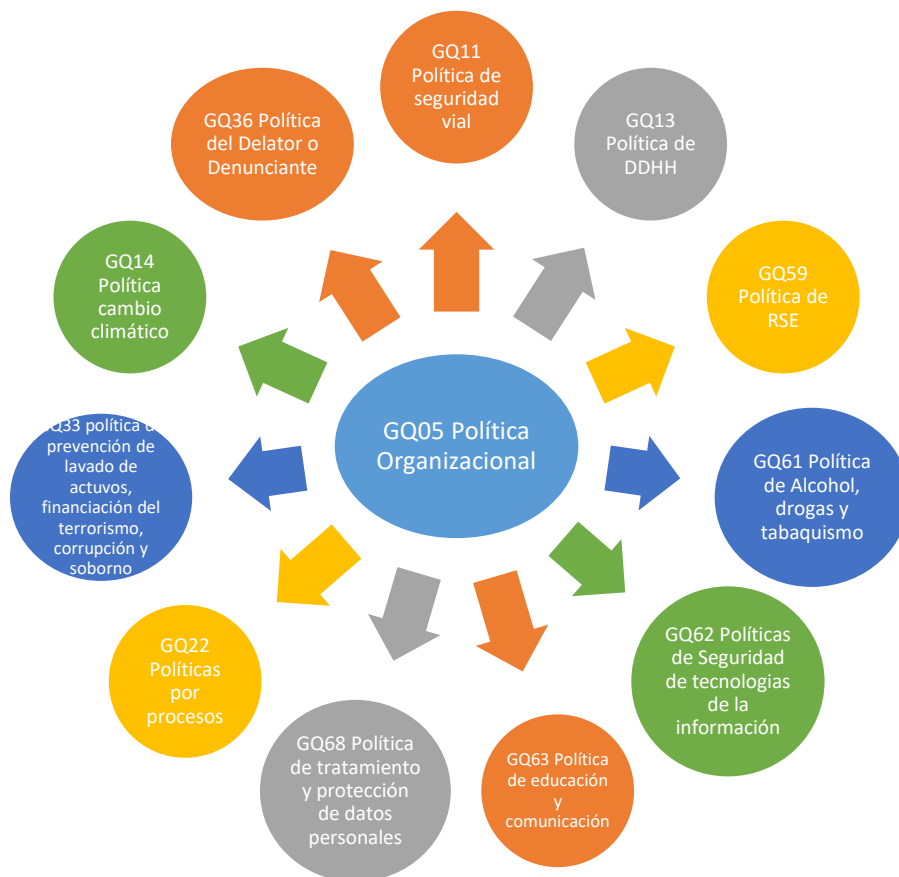 GQ11
Política de
seguridad
vial
GQ13
Política de
DDHH
GQ59
Política de
RSE
GQ61 Política
de Alcohol,
drogas y
tabaquismo
GQ62 Políticas
de Seguridad
de tecnologias
de la
información
GQ63 Política
de educación
y
comunicación
GQ68 Política
de tratamiento
y protección
de datos
personales
GQ22
Políticas
por
procesos
GQ33 política
prevención de
lavado de
actuvos,
financiación del
terrorismo,
corrupción y
soborno
GQ14
Política
cambio
climático
GQ36 Política
del Delator o
Denunciante
GQ05 Política
Organizacional